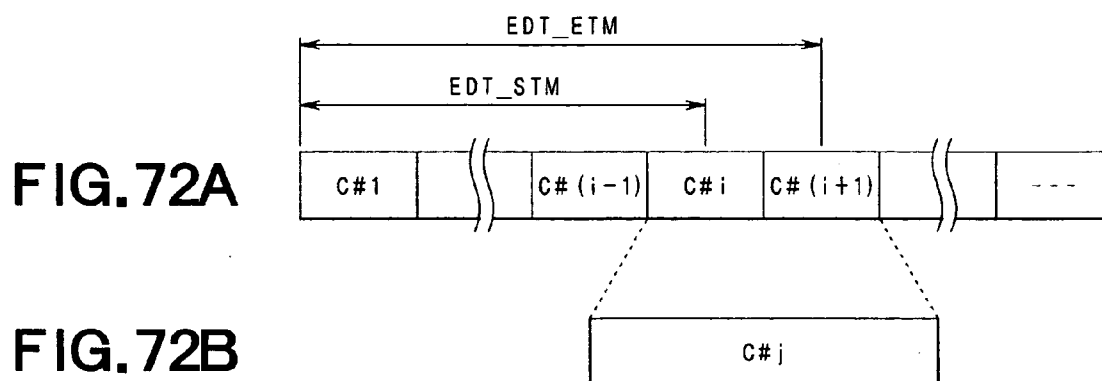 EDT_ETM
EDT_STM
FIG.72A
C#1 C#(i-1) C#i C#(i+1) ---
FIG.72B
C#j